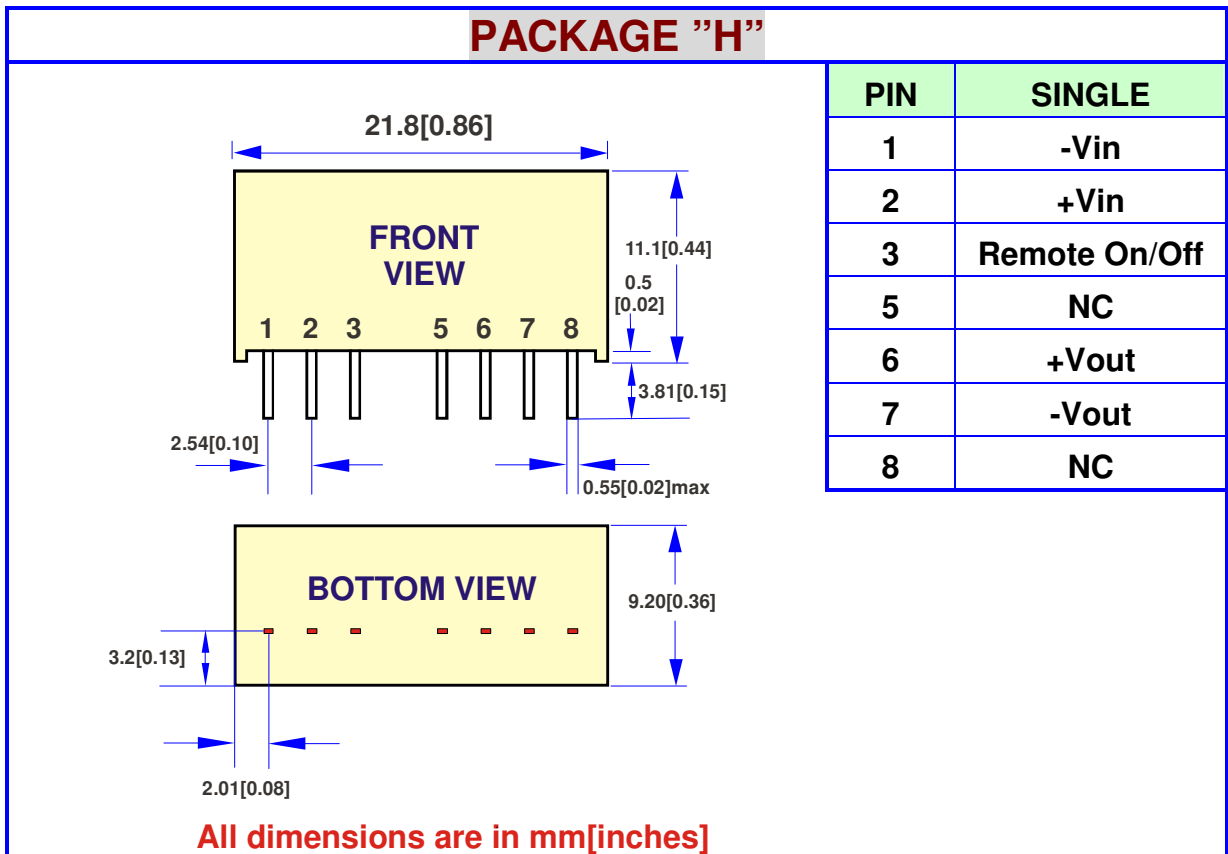 PACKAGE ”H”
PIN SINGLE
1 -Vin
2 +Vin
3 Remote On/Off
5 NC
6 +Vout
7 -Vout
8 NC
21.8[0.86]
FRONT
VIEW
11.1[0.44]
0.5
[0.02]
1 2 3 5 6 7 8
3.81[0.15]
2.54[0.10]
0.55[0.02]max
BOTTOM VIEW
9.20[0.36]
3.2[0.13]
2.01[0.08]
All dimensions are in mm[inches]